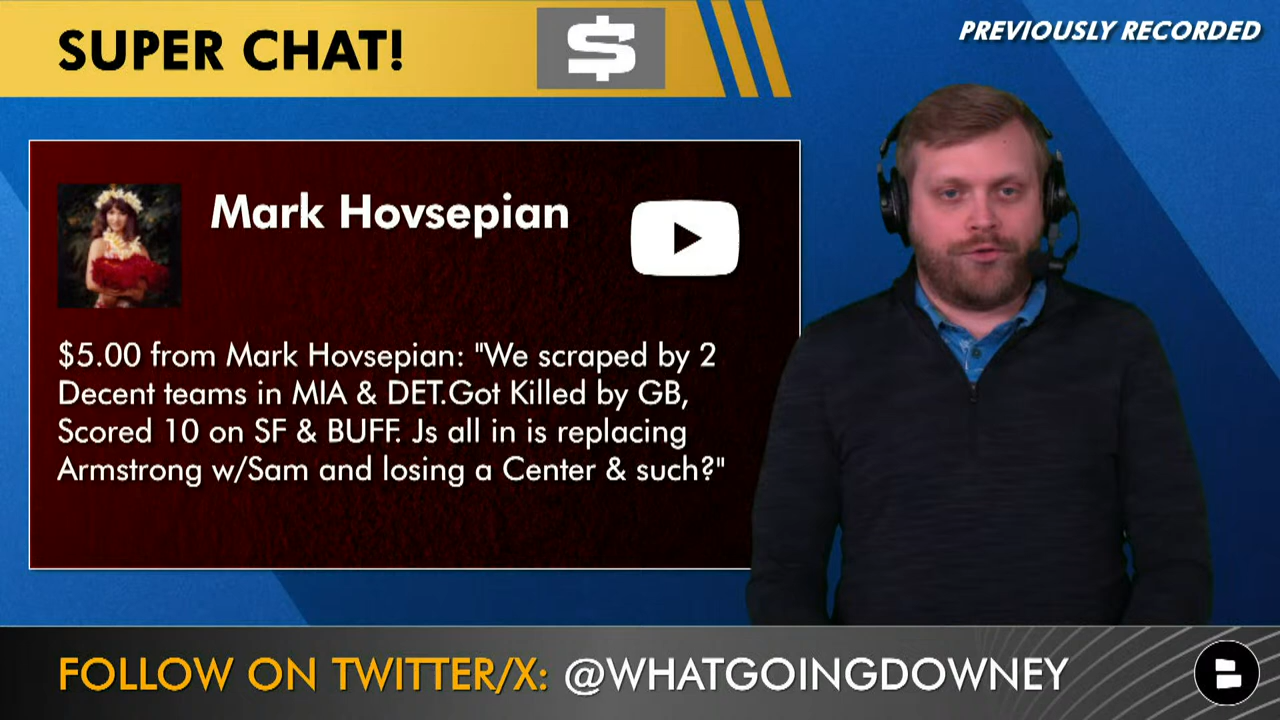 SUPER CHAT!
$
PREVIOUSLY RECORDED
Mark Hovsepian
$5.00 from Mark Hovsepian: "We scraped by 2
Decent teams in MIA & DET.Got Killed by GB,
Scored 10 on SF & BUFF. Js all in is replacing
Armstrong w/Sam and losing a Center & such?"
FOLLOW ON TWITTER/X: @WHATGOINGDOWNEY